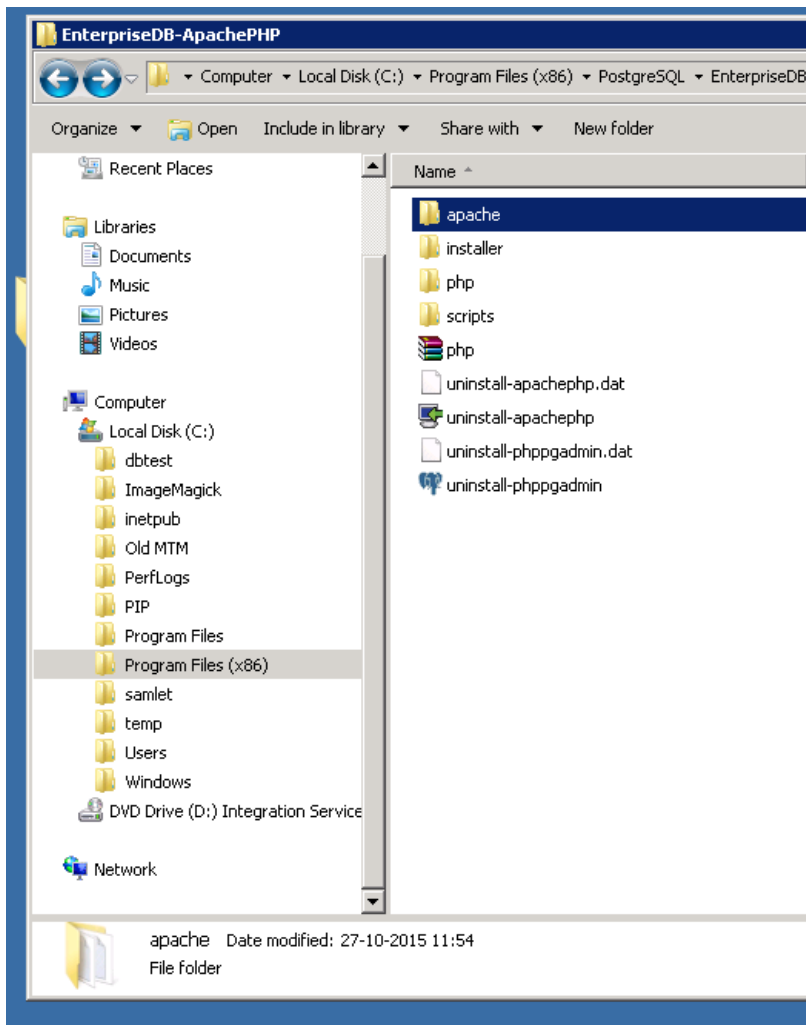 EnterpriseDB-ApachePHP
Computer Local Disk (C:) Program Files (x86) PostgreSQL EnterpriseDB
Organize Open Include in library Share with New folder
Recent Places
Libraries
Documents
Music
Pictures
Videos
Computer
Local Disk (C:)
dbtest
ImageMagick
inetpub
Old MTM
PerfLogs
PIP
Program Files
Program Files (x86)
samlet
temp
Users
Windows
DVD Drive (D:) Integration Service
Network
Name
apache
installer
php
scripts
php
uninstall-apachephp.dat
uninstall-apachephp
uninstall-phppgadmin.dat
uninstall-phppgadmin
apache Date modified: 27-10-2015 11:54
File folder